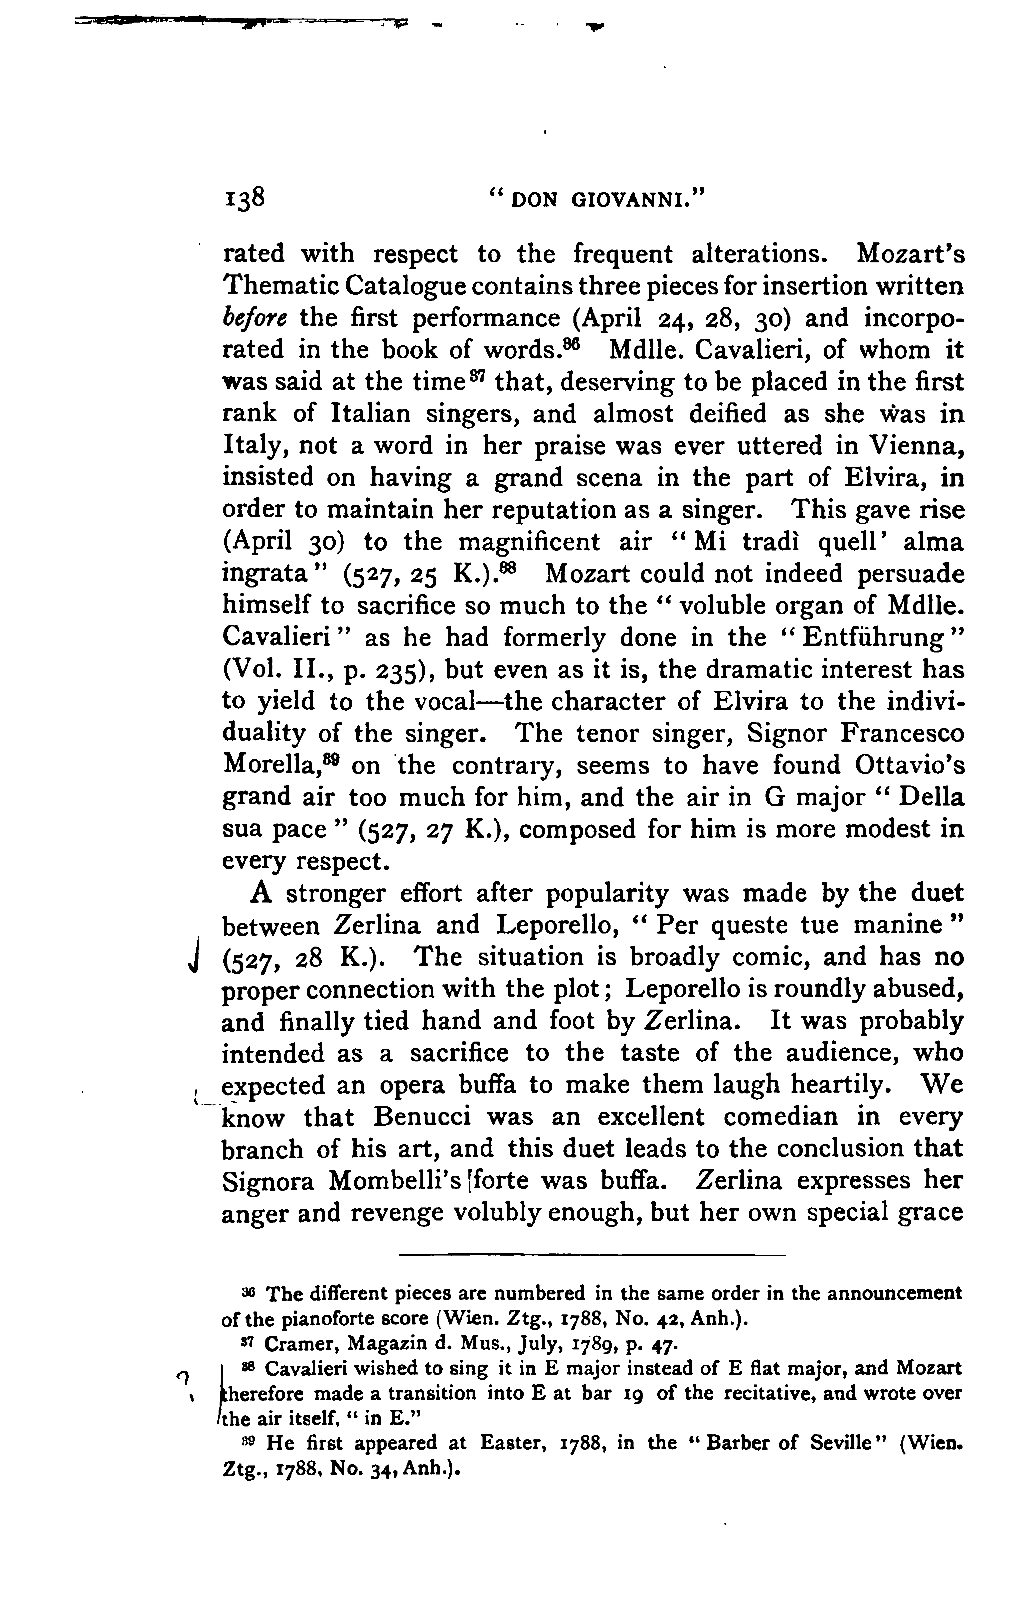 138 “ DON GIOVANNI.”
rated with respect to the frequent alterations. Mozart’s
Thematic Catalogue contains three pieces for insertion written
before the first performance (April 24, 28, 30) and incorpo-
rated in the book of words.86 Mdlle. Cavalieri, of whom it
was said at the time87 that, deserving to be placed in the first
rank of Italian singers, and almost deified as she was in
Italy, not a word in her praise was ever uttered in Vienna,
insisted on having a grand scena in the part of Elvira, in
order to maintain her reputation as a singer. This gave rise
(April 30) to the magnificent air “ Mi tradì quell’ alma
ingrata” (527, 25 K.).88 Mozart could not indeed persuade
himself to sacrifice so much to the “ voluble organ of Mdlle.
Cavalieri ” as he had formerly done in the “ Entführung”
(Vol. II., p. 235), but even as it is, the dramatic interest has
to yield to the vocal—the character of Elvira to the indivi-
duality of the singer. The tenor singer, Signor Francesco
Morella,89 on the contrary, seems to have found Ottavio’s
grand air too much for him, and the air in G major “ Della
sua pace ” (527, 27 K.), composed for him is more modest in
every respect.
A stronger effort after popularity was made by the duet
between Zerlina and Leporello, “ Per queste tue manine ”
(527, 28 K.). The situation is broadly comic, and has no
proper connection with the plot; Leporello is roundly abused,
and finally tied hand and foot by Zerlina. It was probably
intended as a sacrifice to the taste of the audience, who
expected an opera buffa to make them laugh heartily. We
know that Benucci was an excellent comedian in every
branch of his art, and this duet leads to the conclusion that
Signora Mombelli’s forte was buffa. Zerlina expresses her
anger and revenge volubly enough, but her own special grace
86 The different pieces are numbered in the same order in the announcement
of the pianoforte score (Wien. Ztg., 1788, No. 42, Anh.).
87 Cramer, Magazin d. Mus., July, 1789, p. 47.
88 Cavalieri wished to sing it in E major instead of E flat major, and Mozart
therefore made a transition into E at bar 19 of the recitative, and wrote over
the air itself, “ in E.”
89 He first appeared at Easter, 1788, in the “ Barber of Seville” (Wien.
Ztg., 1788, No. 34, Anh.).